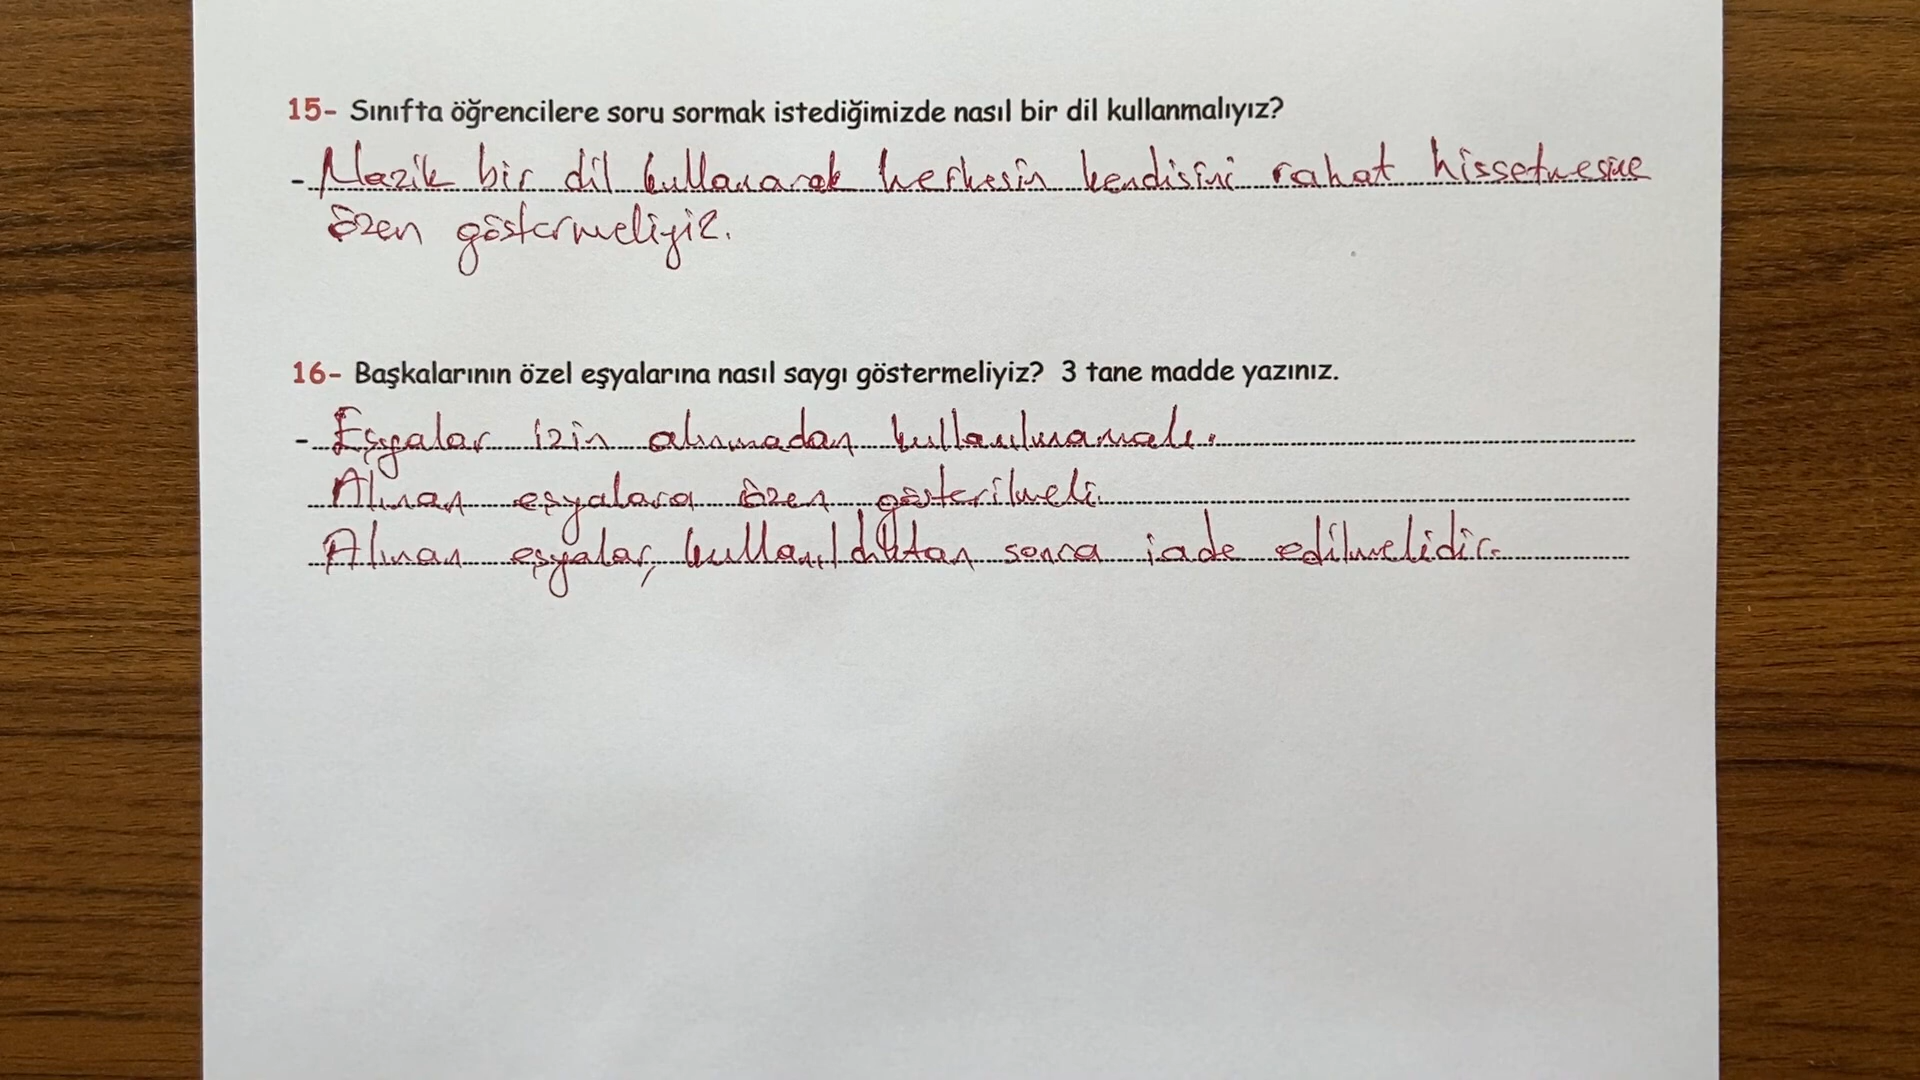 15- Sınıfta öğrencilere soru sormak istediğimizde nasıl bir dil kullanmalıyız?
- Nazik bir dil kullanarak herkesin kendisini rahat hissetmesine
özen göstermeliyiz.
16- Başkalarının özel eşyalarına nasıl saygı göstermeliyiz? 3 tane madde yazınız.
- Eşyalar izin alınmadan kullanılmamalı.
Alınan eşyalara özen gösterilmeli.
Alınan eşyalar, kullanıldıktan sonra iade edilmelidir.